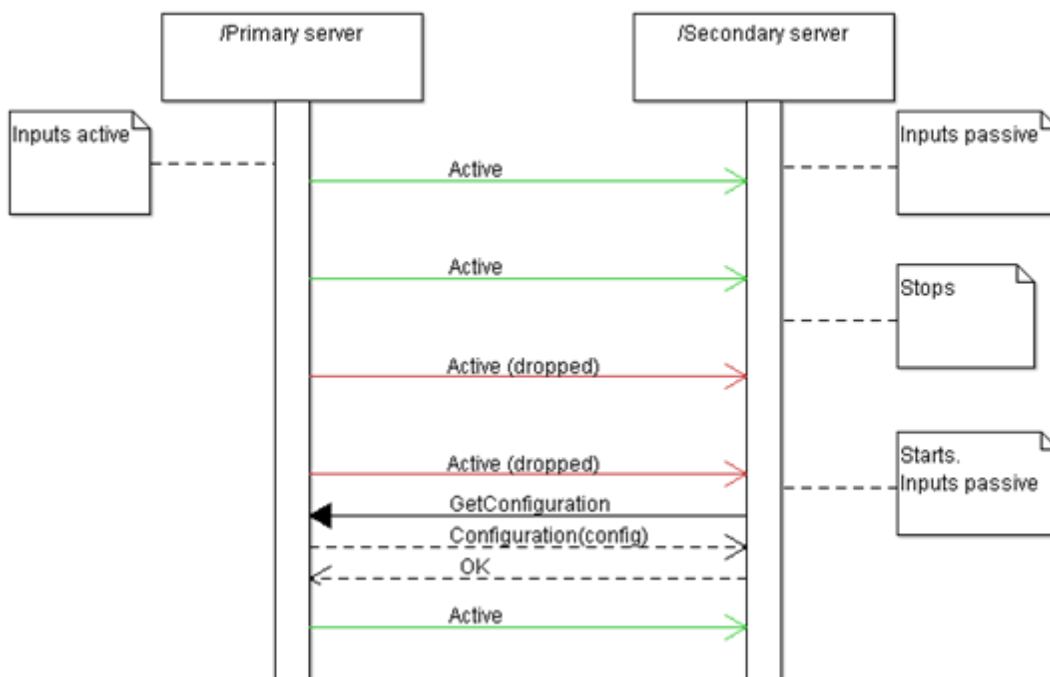 /Primary server
/Secondary server
Inputs active
Inputs passive
Active
Active
Stops
Active (dropped)
Active (dropped)
Starts.
Inputs passive
GetConfiguration
Configuration(config)
OK
Active